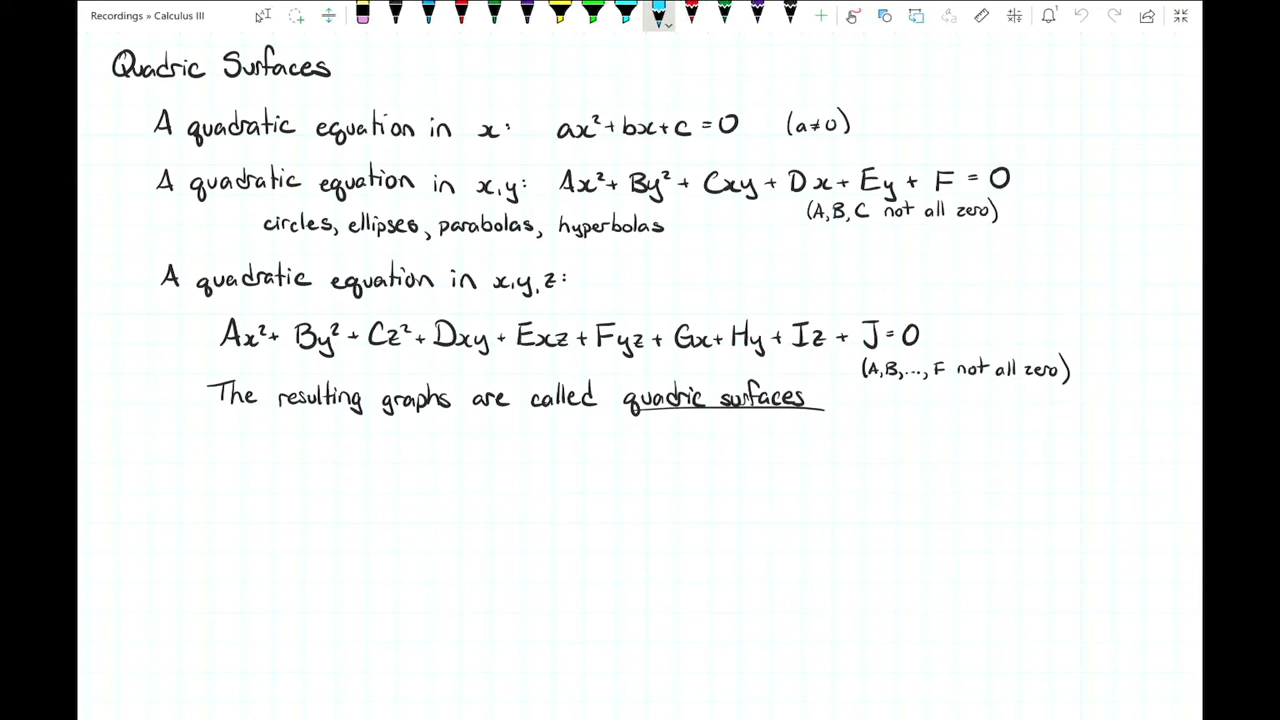 Recordings » Calculus III
Quadric Surfaces
A quadratic equation in x: ax²+bx+c=0 (a≠0)
A quadratic equation in x,y: Ax²+By²+Cxy+Dx+Ey+F=0
(A,B,C not all zero)
circles, ellipses, parabolas, hyperbolas
A quadratic equation in x,y,z:
Ax²+By²+Cz²+Dxy+Exz+Fyz+Gx+Hy+Iz+J=0
(A,B,..., F not all zero)
The resulting graphs are called quadric surfaces